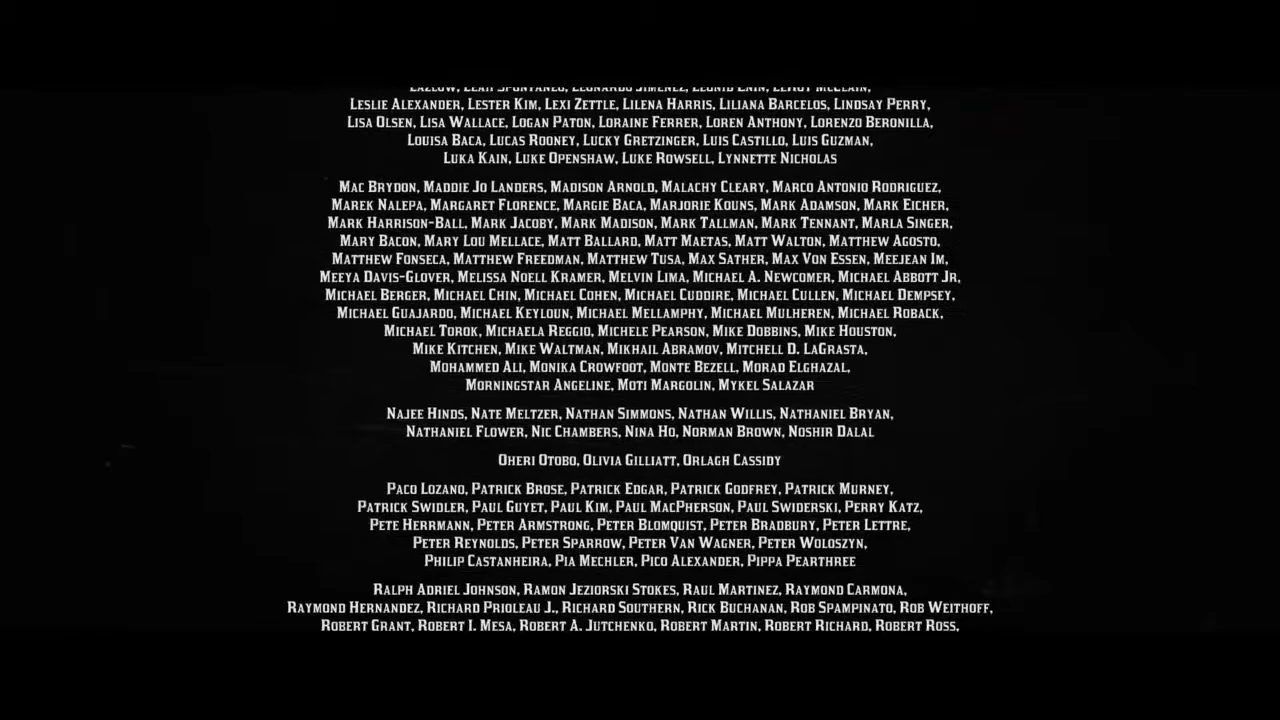 Leslie Alexander, Lester Kim, Lexi Zettle, Lilena Harris, Liliana Barcelos, Lindsay Perry,
Lisa Olsen, Lisa Wallace, Logan Paton, Loraine Ferrer, Loren Anthony, Lorenzo Beronilla,
Louisa Baca, Lucas Rooney, Lucky Gretzinger, Luis Castillo, Luis Guzman,
Luka Kain, Luke Openshaw, Luke Rowsell, Lynnette Nicholas
Mac Brydon, Maddie Jo Landers, Madison Arnold, Malachy Cleary, Marco Antonio Rodriguez,
Marek Nalepa, Margaret Florence, Margie Baca, Marjorie Kouns, Mark Adamson, Mark Eicher,
Mark Harrison-Ball, Mark Jacoby, Mark Madison, Mark Tallman, Mark Tennant, Marla Singer,
Mary Bacon, Mary Lou Mellace, Matt Ballard, Matt Maetas, Matt Walton, Matthew Agosto,
Matthew Fonseca, Matthew Freedman, Matthew Tusa, Max Sather, Max Von Essen, Meejean Im,
Meeya Davis-Glover, Melissa Noell Kramer, Melvin Lima, Michael A. Newcomer, Michael Abbott Jr,
Michael Berger, Michael Chin, Michael Cohen, Michael Cuddire, Michael Cullen, Michael Dempsey,
Michael Guajardo, Michael Keyloun, Michael Mellamphy, Michael Mulheren, Michael Roback,
Michael Torok, Michaela Reggio, Michele Pearson, Mike Dobbins, Mike Houston,
Mike Kitchen, Mike Waltman, Mikhail Abramov, Mitchell D. LaGrasta,
Mohammed Ali, Monika Crowfoot, Monte Bezell, Morad Elghazal,
Morningstar Angeline, Moti Margolin, Mykel Salazar
Najee Hinds, Nate Meltzer, Nathan Simmons, Nathan Willis, Nathaniel Bryan,
Nathaniel Flower, Nic Chambers, Nina Ho, Norman Brown, Noshir Dalal
Oheri Otobo, Olivia Gilliatt, Orlagh Cassidy
Paco Lozano, Patrick Brose, Patrick Edgar, Patrick Godfrey, Patrick Murney,
Patrick Swidler, Paul Guyet, Paul Kim, Paul MacPherson, Paul Swiderski, Perry Katz,
Pete Herrmann, Peter Armstrong, Peter Blomquist, Peter Bradbury, Peter Lettre,
Peter Reynolds, Peter Sparrow, Peter Van Wagner, Peter Woloszyn,
Philip Castanheira, Pia Mechler, Pico Alexander, Pippa Pearthree
Ralph Adriel Johnson, Ramon Jeziorski Stokes, Raul Martinez, Raymond Carmona,
Raymond Hernandez, Richard Prioleau J., Richard Southern, Rick Buchanan, Rob Spampinato, Rob Weithoff,
Robert Grant, Robert I. Mesa, Robert A. Jutchenko, Robert Martin, Robert Richard, Robert Ross,